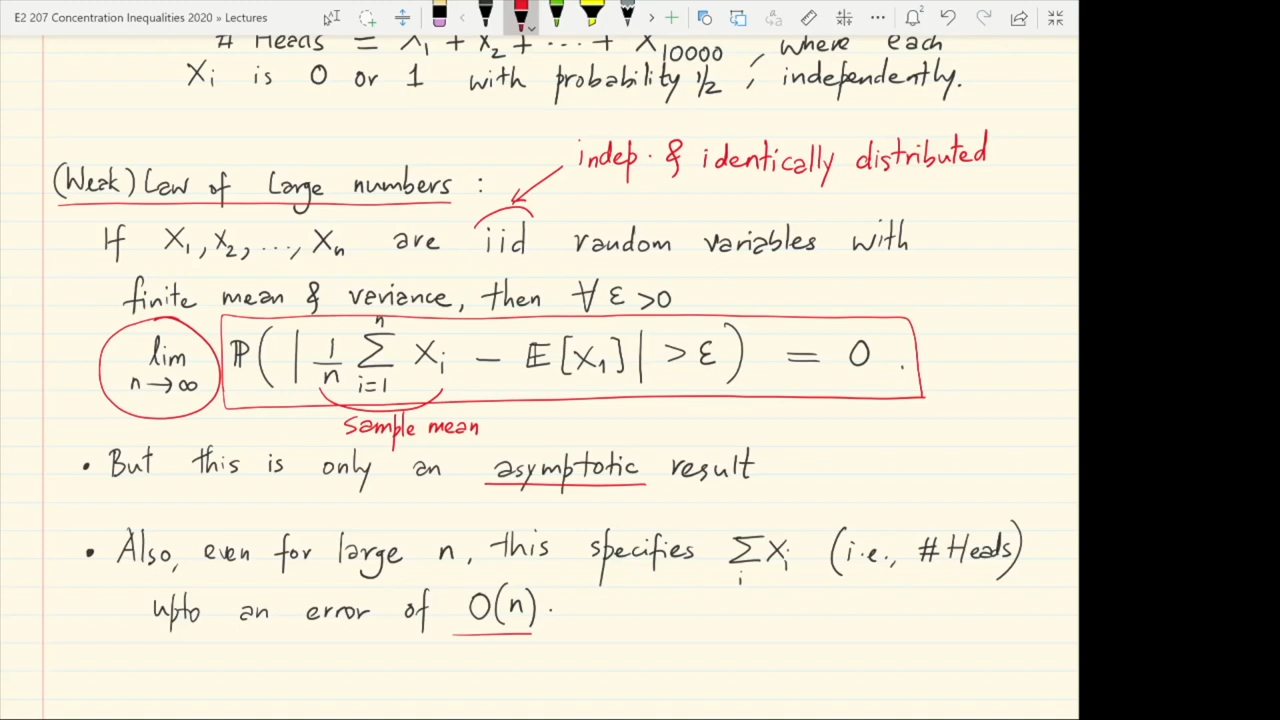 E2 207 Concentration Inequalities 2020 » Lectures
# Heads = X₁ + X₂ + ⋯ + X₁₀₀₀₀, where each
Xᵢ is 0 or 1 with probability 1/2, independently.
indep. & identically distributed
(Weak) Law of Large numbers :
If X₁, X₂, ..., Xₙ are iid random variables with
finite mean & variance, then ∀ ε > 0
lim n→∞ ℙ( | 1/n ∑ᵢ₌₁ⁿ Xᵢ − 𝔼[X₁] | > ε ) = 0 .
Sample mean
• But this is only an asymptotic result
• Also, even for large n, this specifies ∑ᵢ Xᵢ (i.e., # Heads)
upto an error of O(n).